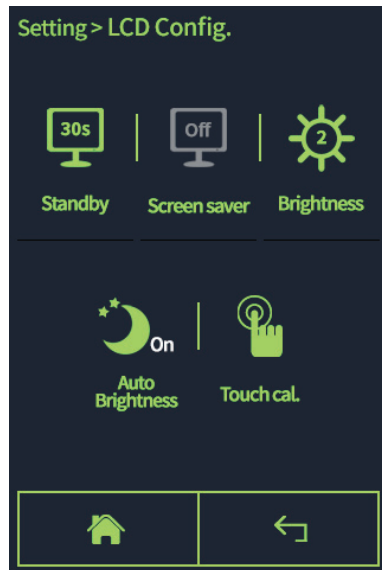 Setting > LCD Config.
30s
Off
2
Standby
Screen saver
Brightness
On
Auto
Brightness
Touch cal.